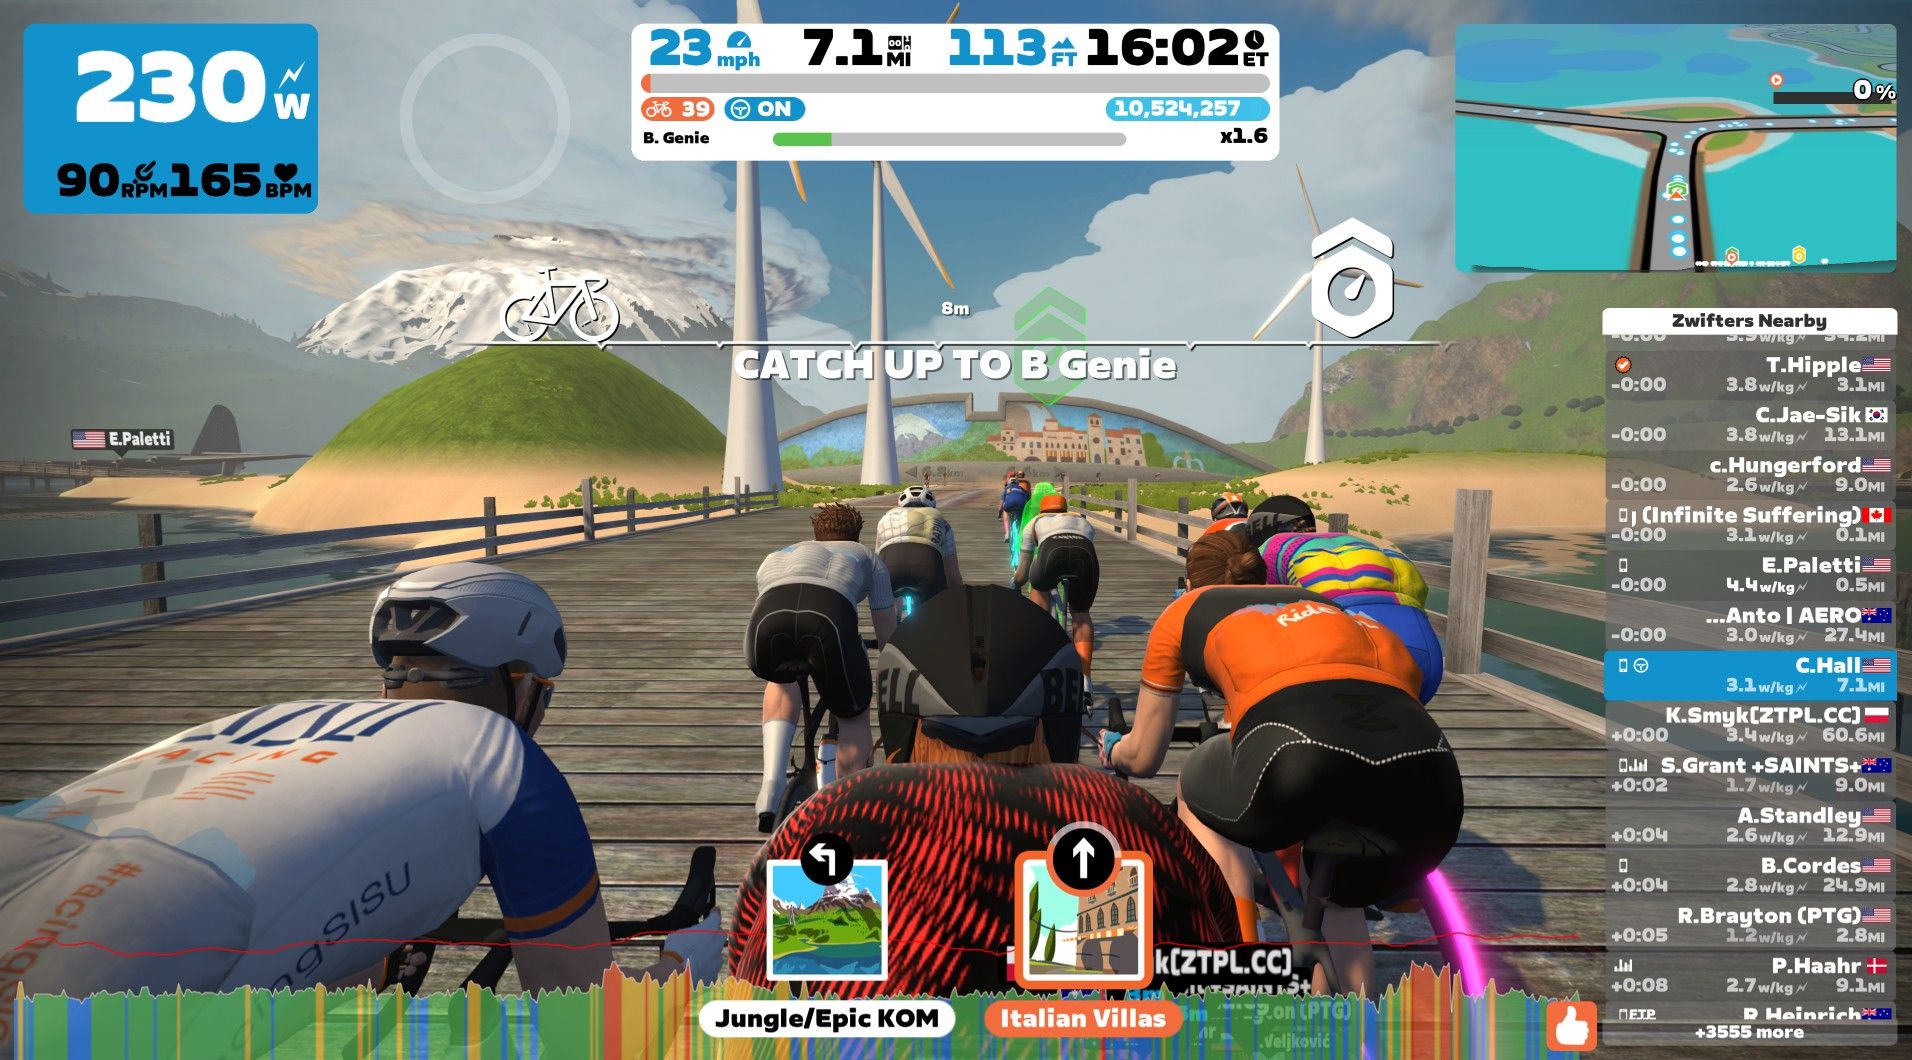 230 W
90 RPM 165 BPM
23 mph 7.1 MI 113 FT 16:02 ET
39 ON 10,524,257
B. Genie x1.6
0 %
8m
CATCH UP TO B Genie
E.Paletti
Zwifters Nearby
T.Hipple
-0:00 3.8w/kg 3.1MI
C.Jae-Sik
-0:00 3.8w/kg 13.1MI
c.Hungerford
-0:00 2.6w/kg 9.0MI
(Infinite Suffering)
-0:00 3.1w/kg 0.1MI
E.Paletti
-0:00 4.4w/kg 0.5MI
...Anto | AERO
-0:00 3.0w/kg 27.4MI
C.Hall
3.1w/kg 7.1MI
K.Smyk[ZTPL.CC]
+0:00 3.4w/kg 60.6MI
S.Grant +SAINTS+
+0:02 1.7w/kg 9.0MI
A.Standley
+0:04 2.6w/kg 12.9MI
B.Cordes
+0:04 2.8w/kg 24.9MI
R.Brayton (PTG)
+0:05 1.2w/kg 2.8MI
P.Haahr
+0:08 2.7w/kg 9.1MI
FTP R.Heinrich
+3555 more
BELL
Ride
RACING
#racing
k[ZTPL.CC]
(PTG)
Jungle/Epic KOM
Italian Villas